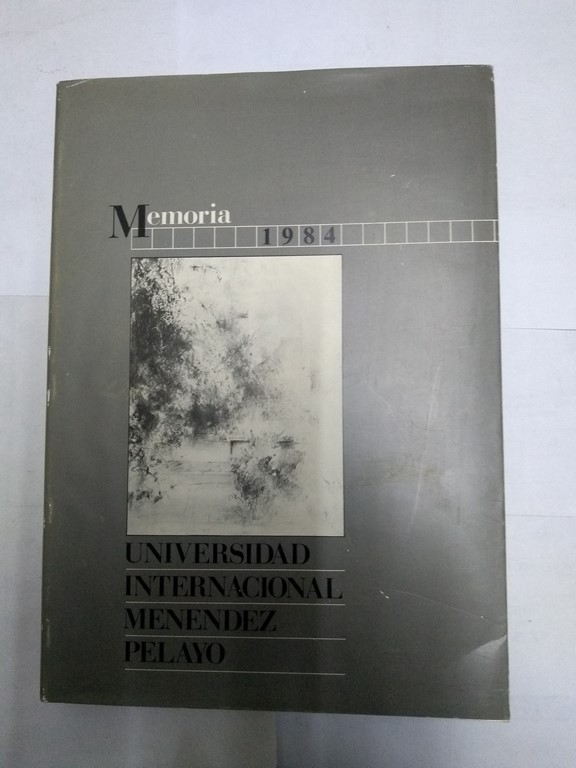 Memoria
1984
UNIVERSIDAD
INTERNACIONAL
MENENDEZ
PELAYO